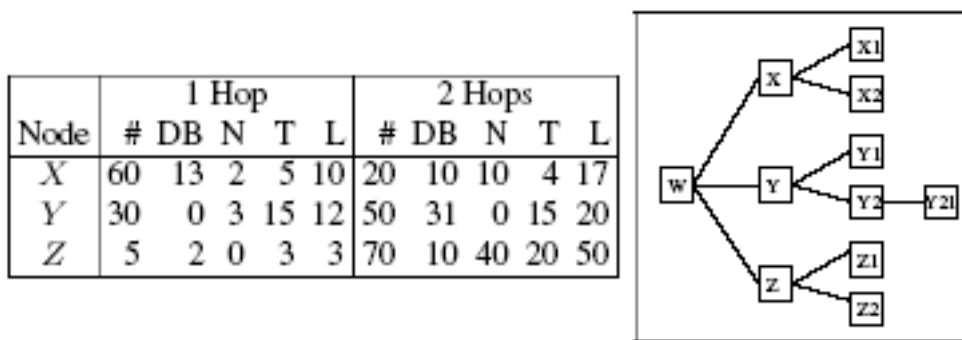 1 Hop 2 Hops
Node # DB N T L # DB N T L
X 60 13 2 5 10 20 10 10 4 17
Y 30 0 3 15 12 50 31 0 15 20
Z 5 2 0 3 3 70 10 40 20 50
X1
X
X2
Y1
W Y
Y2 Y21
Z1
Z
Z2